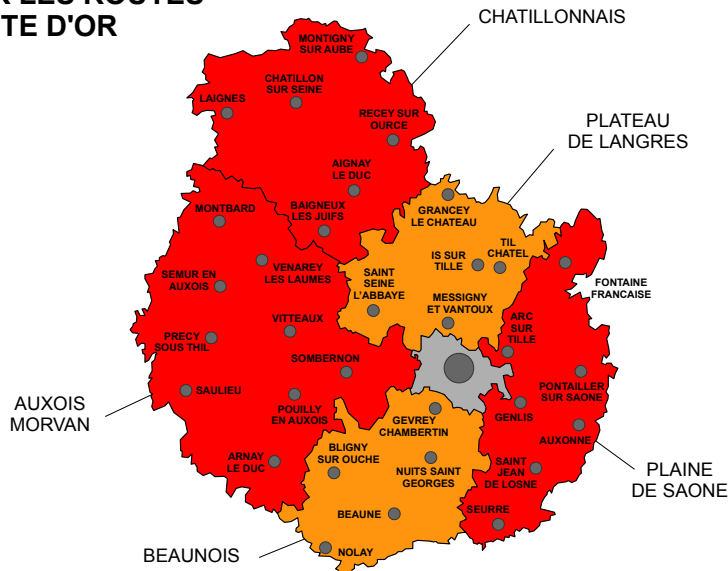 R LES ROUTES
TE D'OR
CHATILLONNAIS
MONTIGNY
SUR AUBE
CHATILLON
SUR SEINE
LAIGNES
RECEY SUR
OURCE
PLATEAU
DE LANGRES
AIGNAY
LE DUC
BAIGNEUX
LES JUIFS
MONTBARD
GRANCEY
LE CHATEAU
TIL
CHATEL
IS SUR
TILLE
VENAREY
LES LAUMES
SEMUR EN
AUXOIS
SAINT
SEINE
L'ABBAYE
FONTAINE
FRANCAISE
MESSIGNY
ET VANTOUX
VITTEAUX
ARC
SUR
TILLE
PRECY
SOUS THIL
SOMBERNON
PONTAILLER
SUR SAONE
SAULIEU
AUXOIS
MORVAN
POUILLY
EN AUXOIS
GEVREY
CHAMBERTIN
GENLIS
AUXONNE
BLIGNY
SUR OUCHE
ARNAY
LE DUC
NUITS SAINT
GEORGES
SAINT
JEAN
DE LOSNE
PLAINE
DE SAONE
BEAUNE
SEURRE
NOLAY
BEAUNOIS